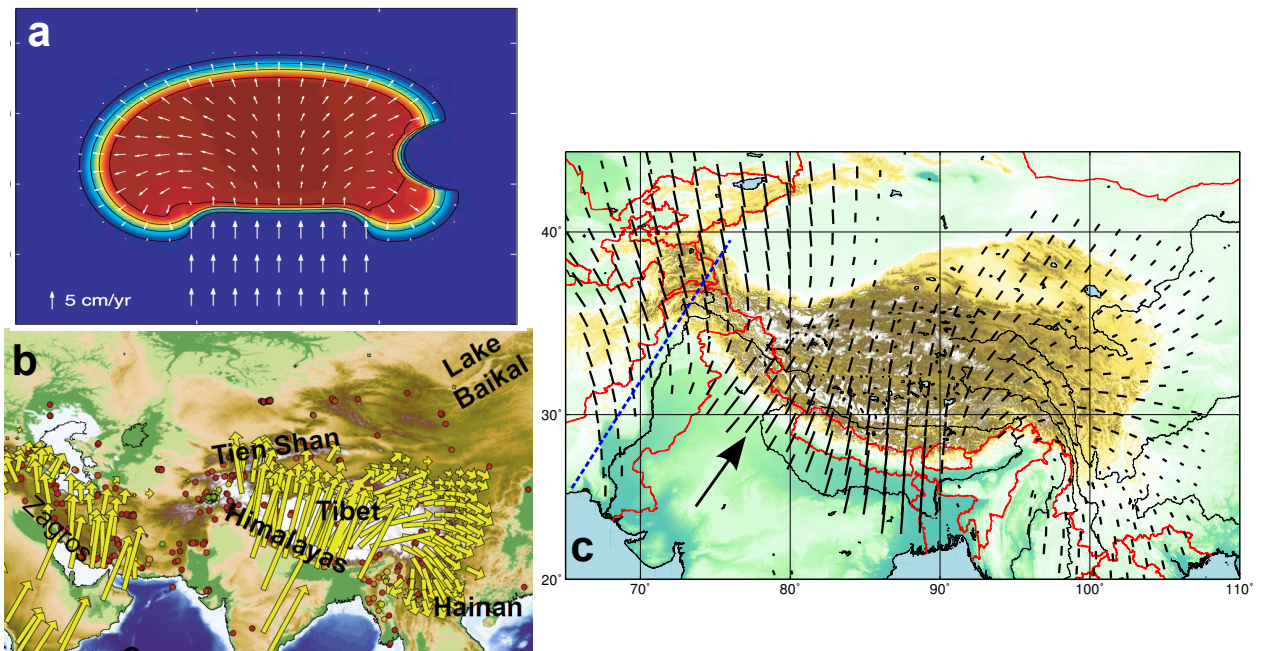 a
5 cm/yr
b
Lake
Baikal
Tien Shan
Zagros
Himalayas
Tibet
Hainan
40°
30°
20°
c
70°
80°
90°
100°
110°